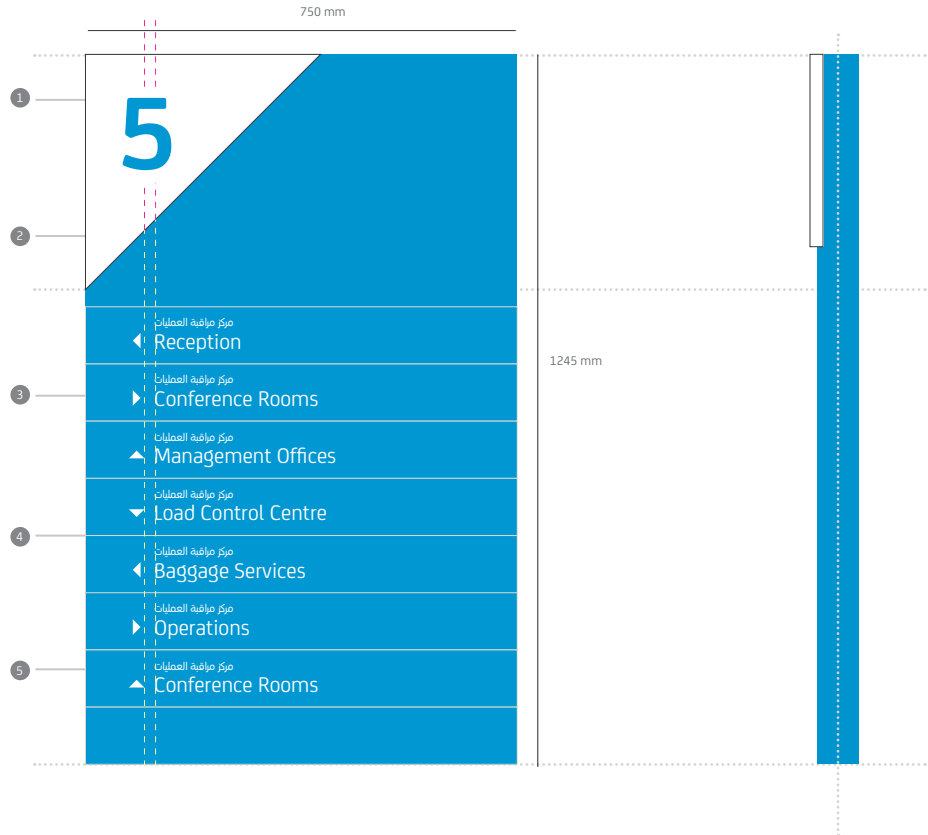 750 mm
1
5
2
مركز مراقبة العمليات
Reception
1245 mm
مركز مراقبة العمليات
3
Conference Rooms
مركز مراقبة العمليات
Management Offices
مركز مراقبة العمليات
Load Control Centre
4
مركز مراقبة العمليات
Baggage Services
مركز مراقبة العمليات
Operations
مركز مراقبة العمليات
5
Conference Rooms